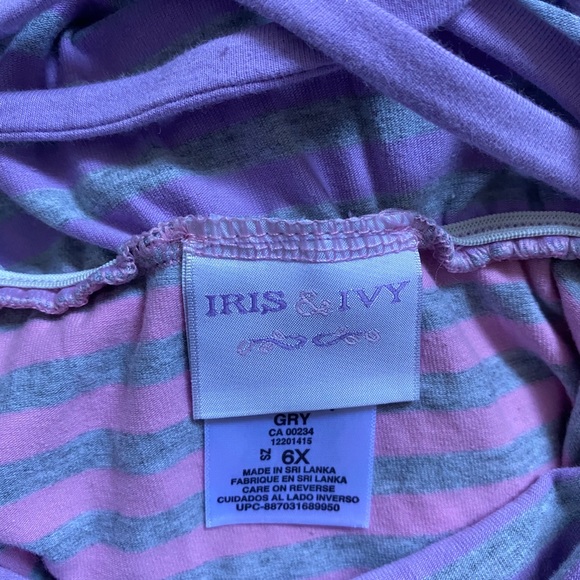 IRIS & IVY
GRY
CA 00234
12201415
SZ 6X
MADE IN SRI LANKA
FABRIQUE EN SRI LANKA
CARE ON REVERSE
CUIDADOS AL LADO INVERSO
UPC-887031689950